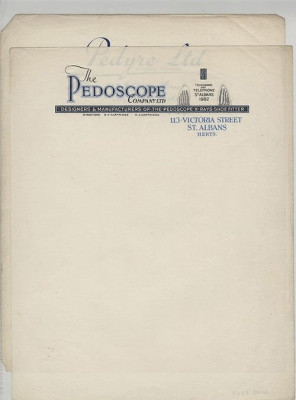 Pedyre Ltd
The
PEDOSCOPE
COMPANY LTD
TELEPHONE
ST ALBANS
DESIGNERS & MANUFACTURERS OF THE PEDOSCOPE X-RAYS SHOE FITTER
113·VICTORIA STREET
ST. ALBANS
HERTS.